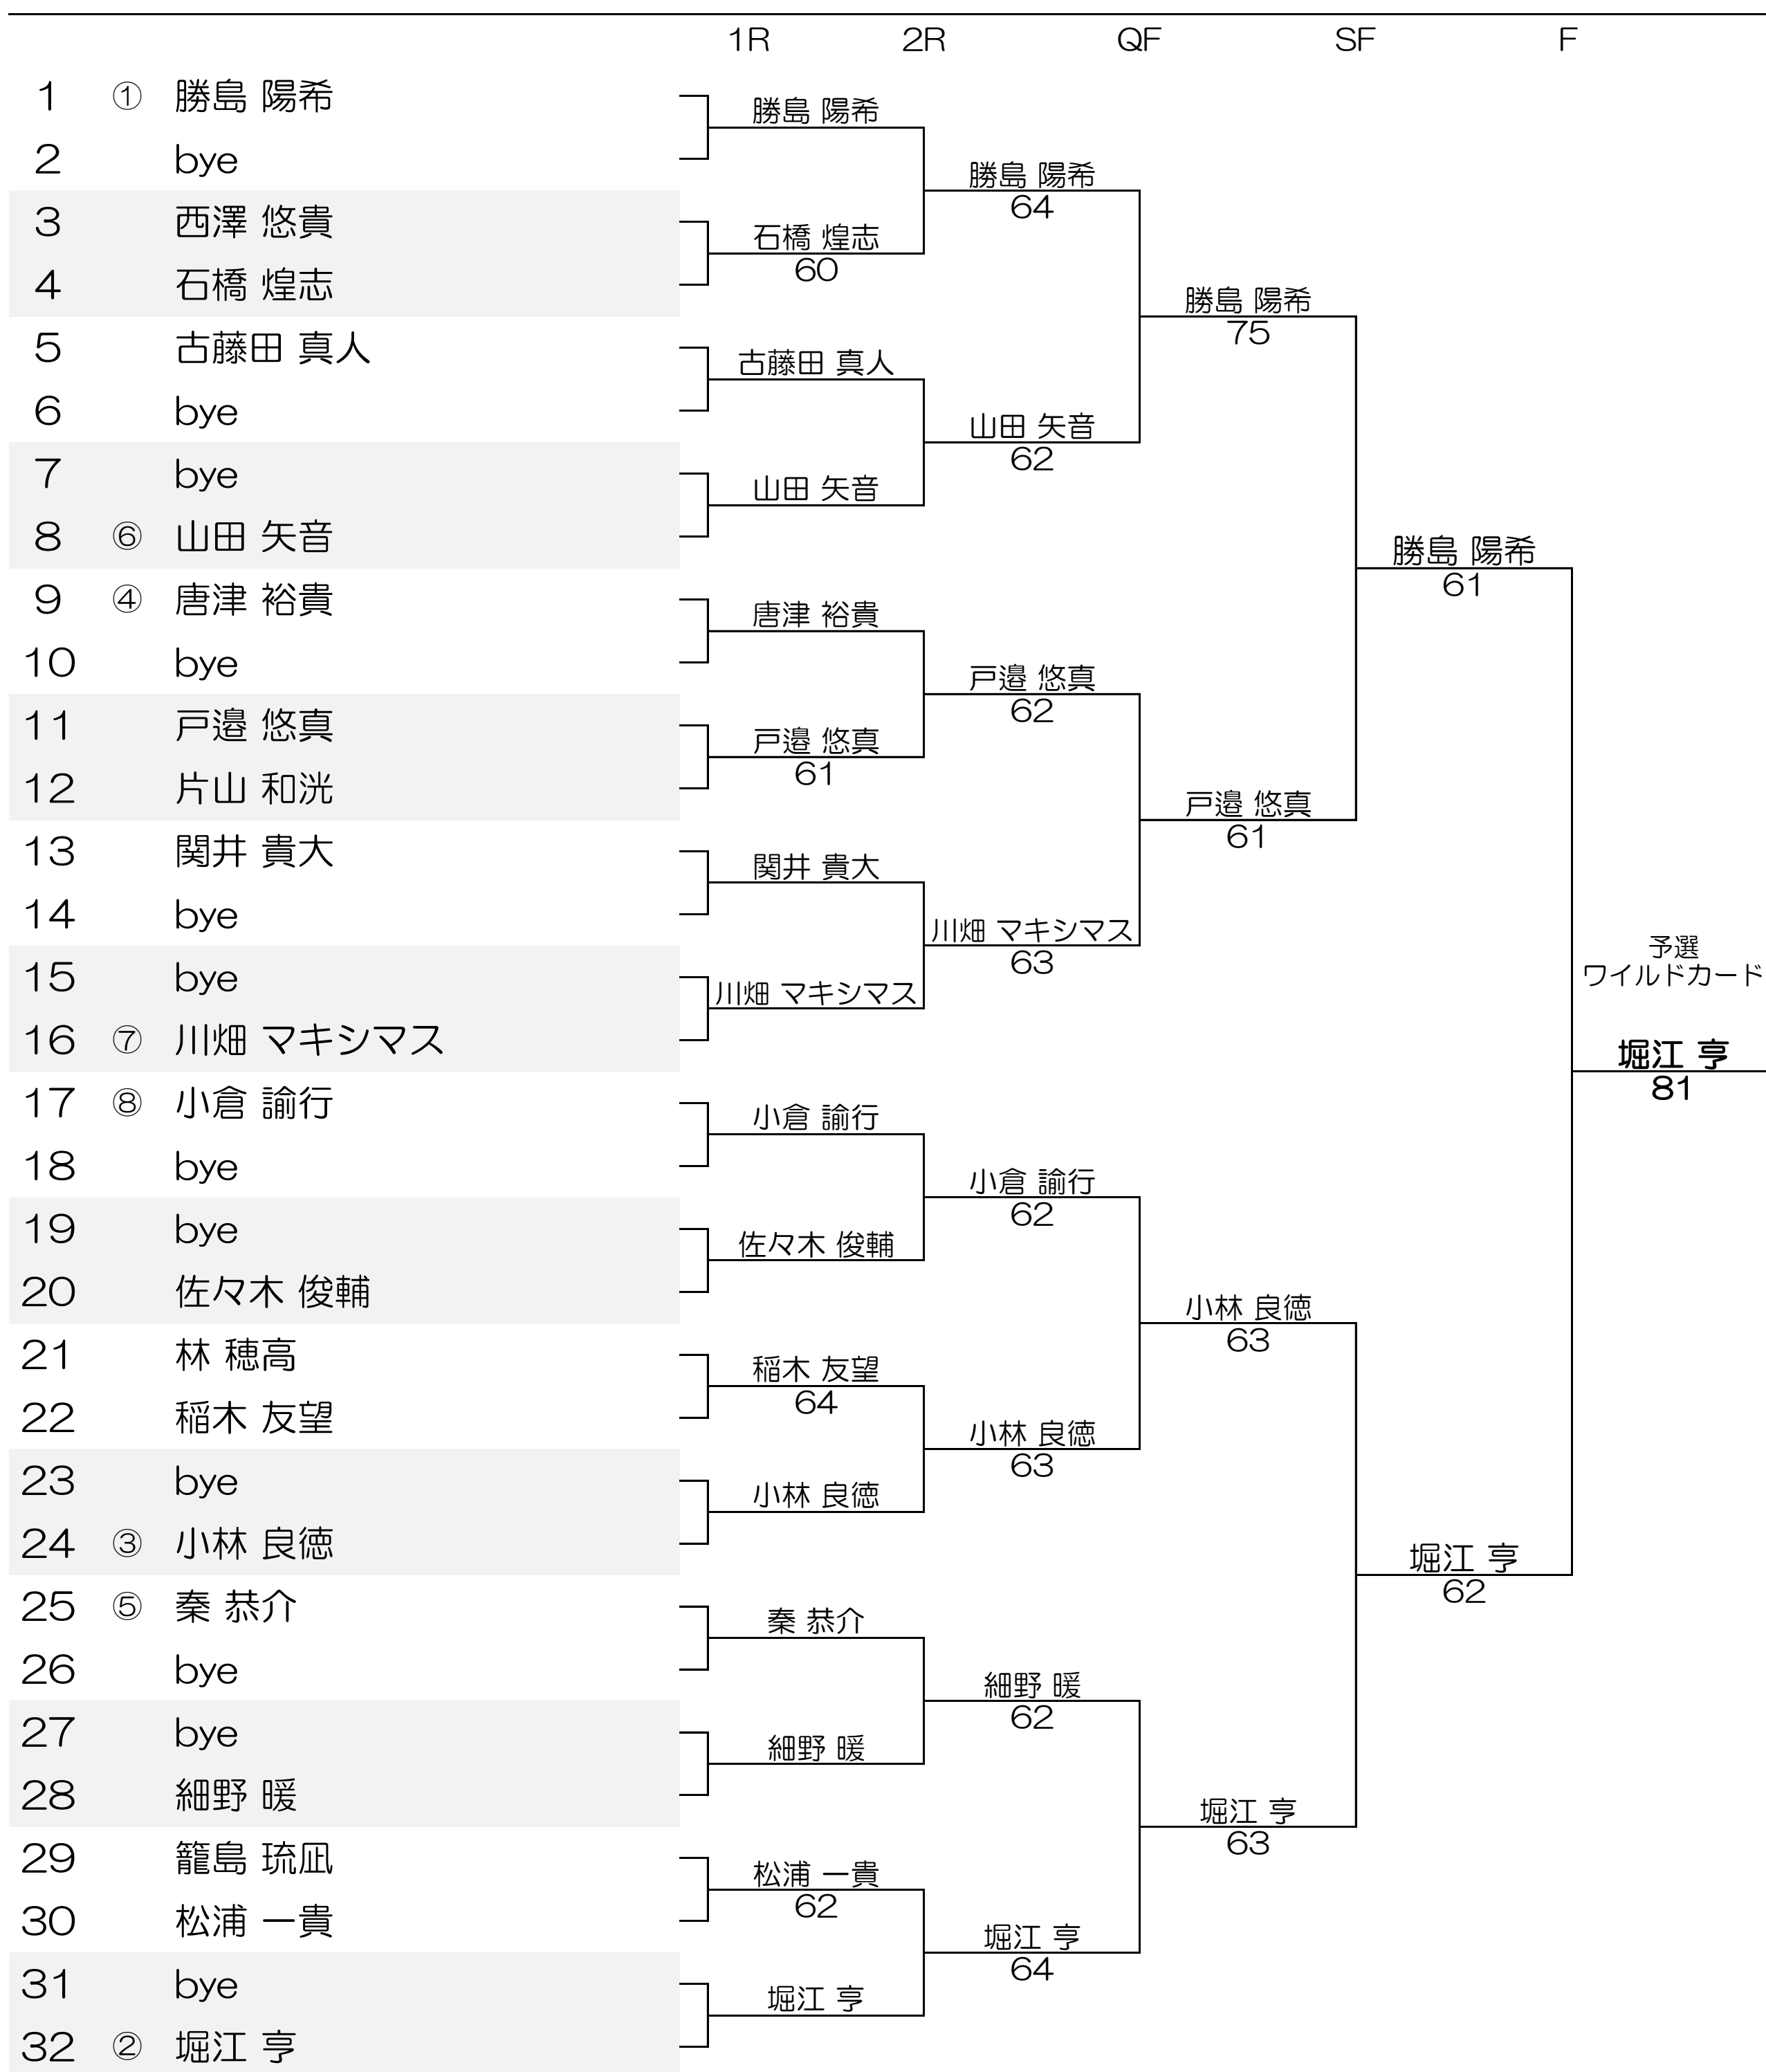 1R 2R QF SF F
1 ① 勝島 陽希
2 bye
3 西澤 悠貴
4 石橋 煌志
5 古藤田 真人
6 bye
7 bye
8 ⑥ 山田 矢音
9 ④ 唐津 裕貴
10 bye
11 戸邉 悠真
12 片山 和洸
13 関井 貴大
14 bye
15 bye
16 ⑦ 川畑 マキシマス
17 ⑧ 小倉 諭行
18 bye
19 bye
20 佐々木 俊輔
21 林 穂高
22 稲木 友望
23 bye
24 ③ 小林 良徳
25 ⑤ 秦 恭介
26 bye
27 bye
28 細野 暖
29 籠島 琉凪
30 松浦 一貴
31 bye
32 ② 堀江 亨
勝島 陽希
石橋 煌志
60
古藤田 真人
山田 矢音
唐津 裕貴
戸邉 悠真
61
関井 貴大
川畑 マキシマス
小倉 諭行
佐々木 俊輔
稲木 友望
64
小林 良徳
秦 恭介
細野 暖
松浦 一貴
62
堀江 亨
勝島 陽希
64
山田 矢音
62
戸邉 悠真
62
川畑 マキシマス
63
小倉 諭行
62
小林 良徳
63
細野 暖
62
堀江 亨
64
勝島 陽希
75
戸邉 悠真
61
小林 良徳
63
堀江 亨
63
勝島 陽希
61
堀江 亨
62
予選
ワイルドカード
堀江 亨
81